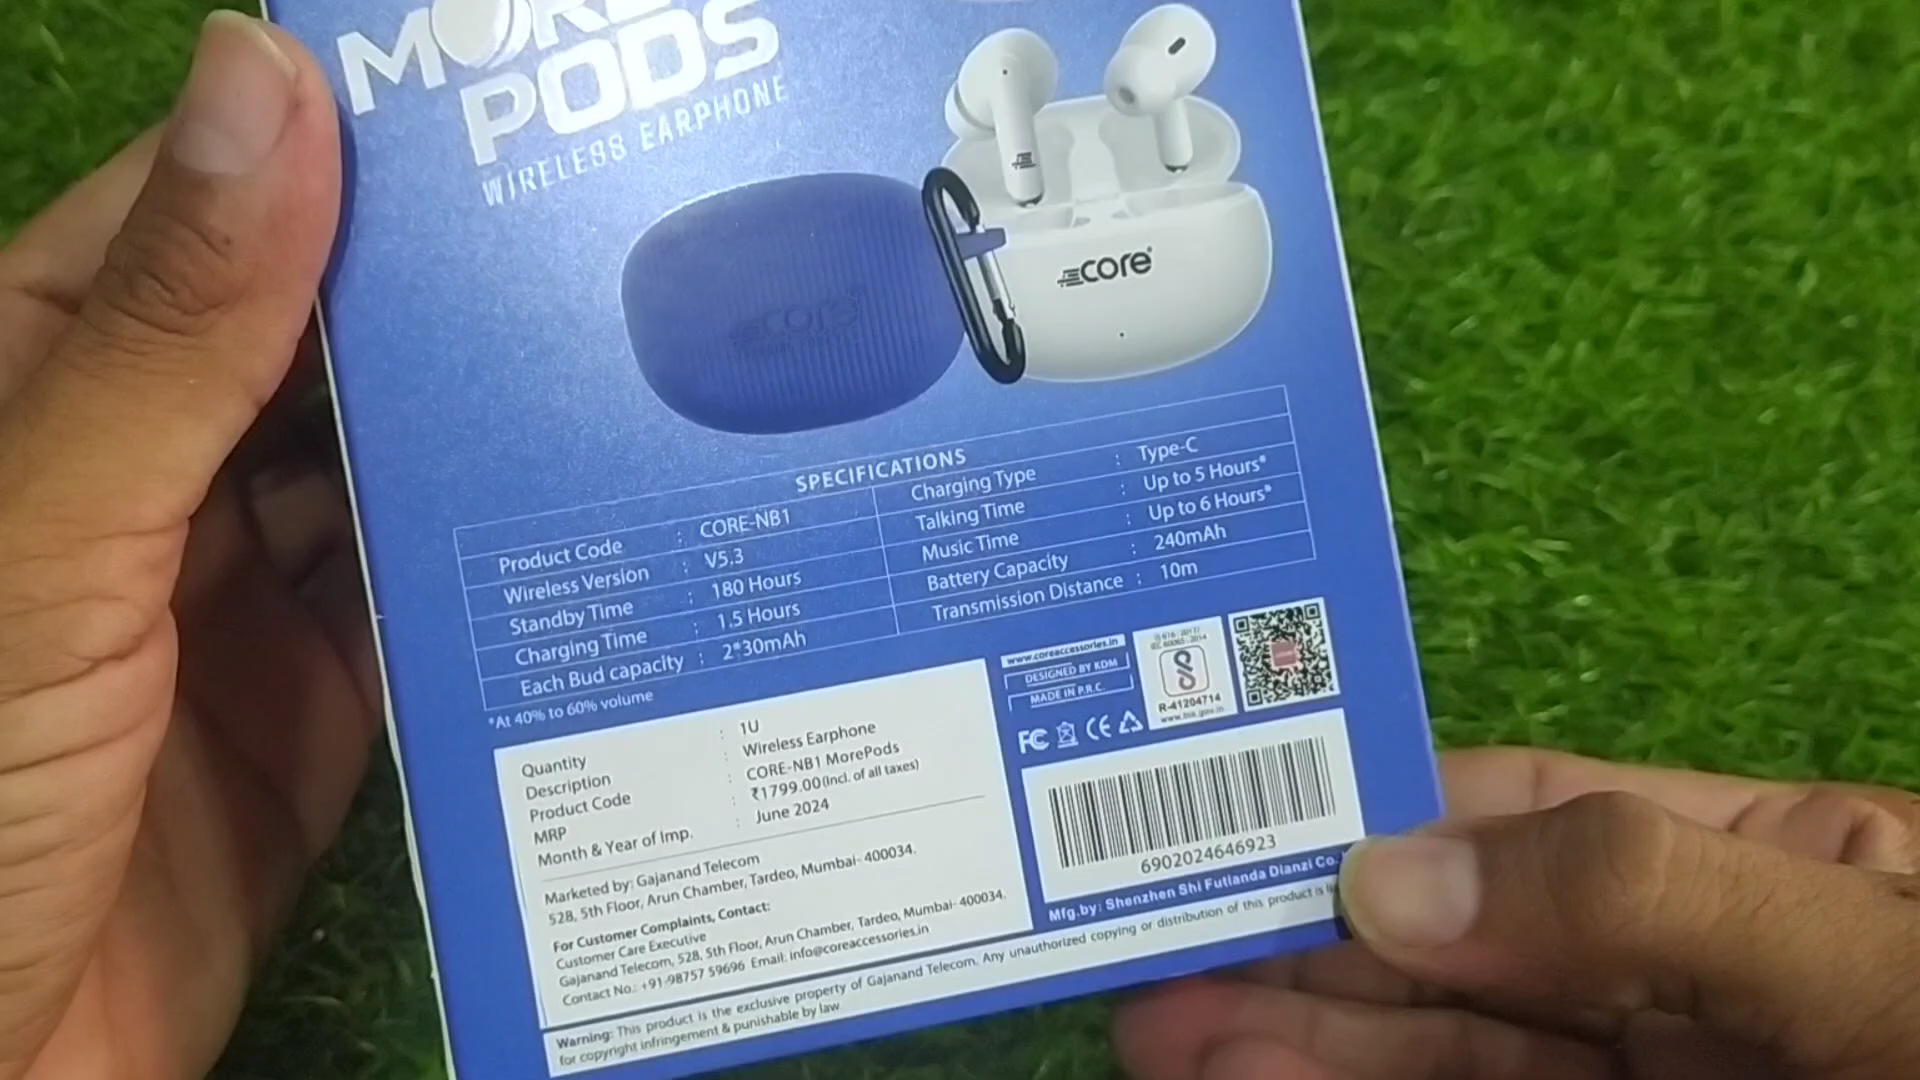 MORE
PODS
WIRELE88 EARPHONE
core
core
SPECIFICATIONS
Product Code : CORE-NB1
Wireless Version : V5.3
Standby Time : 180 Hours
Charging Time : 1.5 Hours
Each Bud capacity : 2*30mAh
Charging Type : Type-C
Talking Time : Up to 5 Hours*
Music Time : Up to 6 Hours*
Battery Capacity : 240mAh
Transmission Distance : 10m
*At 40% to 60% volume
Quantity : 1U
Description : Wireless Earphone
Product Code : CORE-NB1 MorePods
MRP : ₹1799.00 (Incl. of all taxes)
Month & Year of Imp. : June 2024
Marketed by: Gajanand Telecom
528, 5th Floor, Arun Chamber, Tardeo, Mumbai- 400034.
For Customer Complaints, Contact:
Customer Care Executive
Gajanand Telecom, 528, 5th Floor, Arun Chamber, Tardeo, Mumbai- 400034.
Contact No.: +91-98757 59696 Email: info@coreaccessories.in
www.coreaccessories.in
DESIGNED BY KDM
MADE IN P.R.C.
FC CE
R-41204714
www.bis.gov.in
6902024646923
Mfg.by: Shenzhen Shi Futianda Dianzi Co.
Warning: This product is the exclusive property of Gajanand Telecom. Any unauthorized copying or distribution of this product is
for copyright infringement & punishable by law